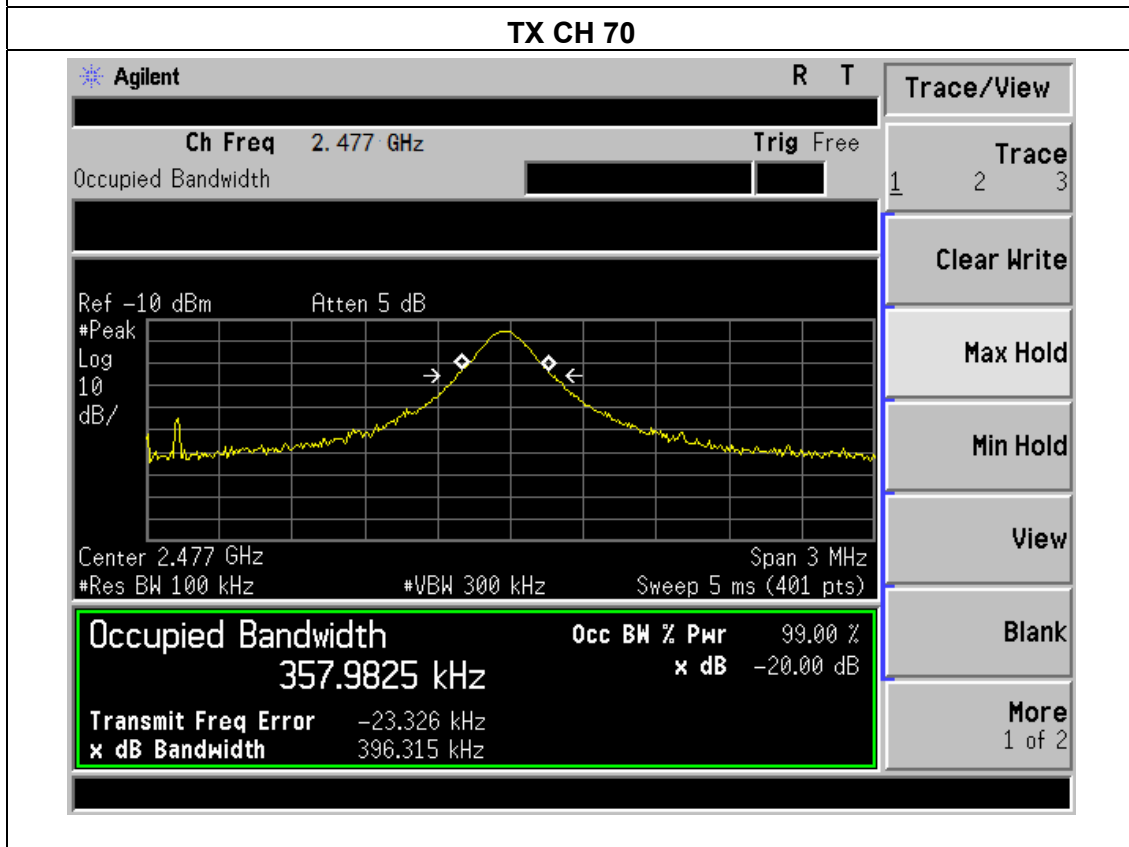 TX CH 70
Agilent R T
Trace/View
Ch Freq 2.477 GHz Trig Free
Occupied Bandwidth
Trace
1 2 3
Clear Write
Max Hold
Min Hold
View
Blank
More
1 of 2
Ref -10 dBm Atten 5 dB
#Peak
Log
10
dB/
Center 2.477 GHz Span 3 MHz
#Res BW 100 kHz #VBW 300 kHz Sweep 5 ms (401 pts)
Occupied Bandwidth Occ BW % Pwr 99.00 %
357.9825 kHz x dB -20.00 dB
Transmit Freq Error -23.326 kHz
x dB Bandwidth 396.315 kHz